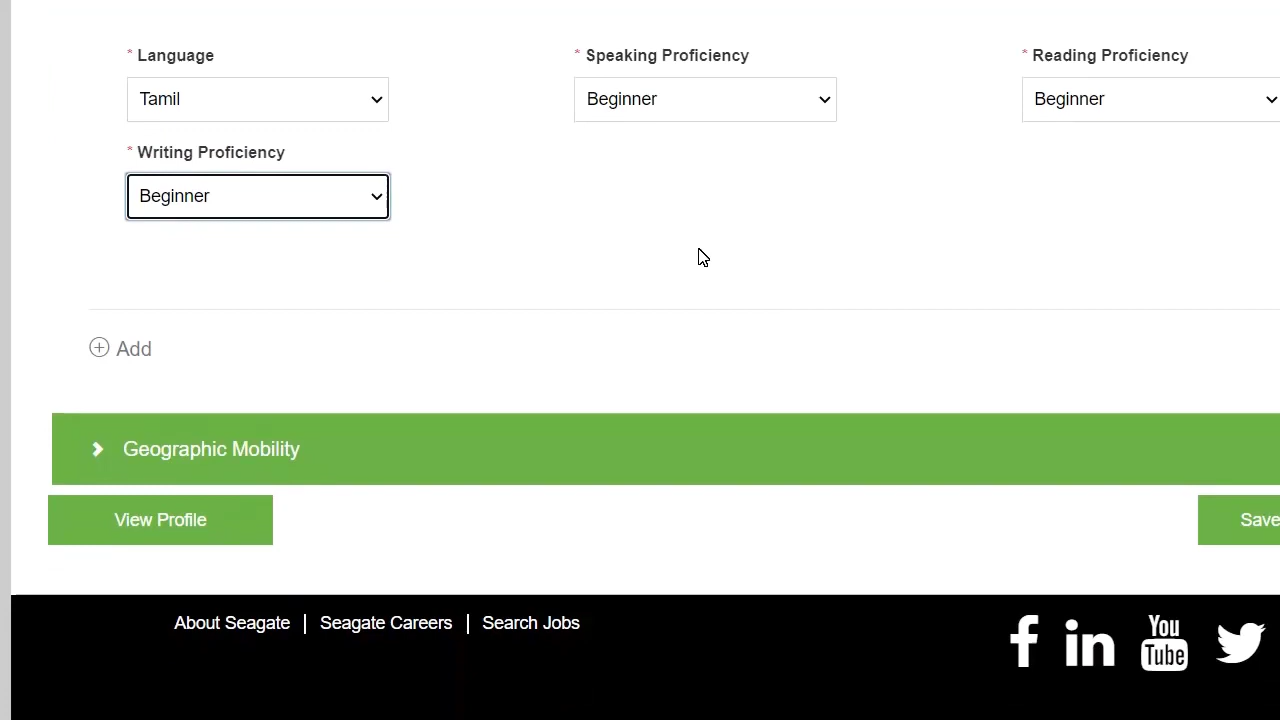 * Language
* Speaking Proficiency
* Reading Proficiency
Tamil
Beginner
Beginner
* Writing Proficiency
Beginner
Add
Geographic Mobility
View Profile
Save
About Seagate | Seagate Careers | Search Jobs
You
Tube